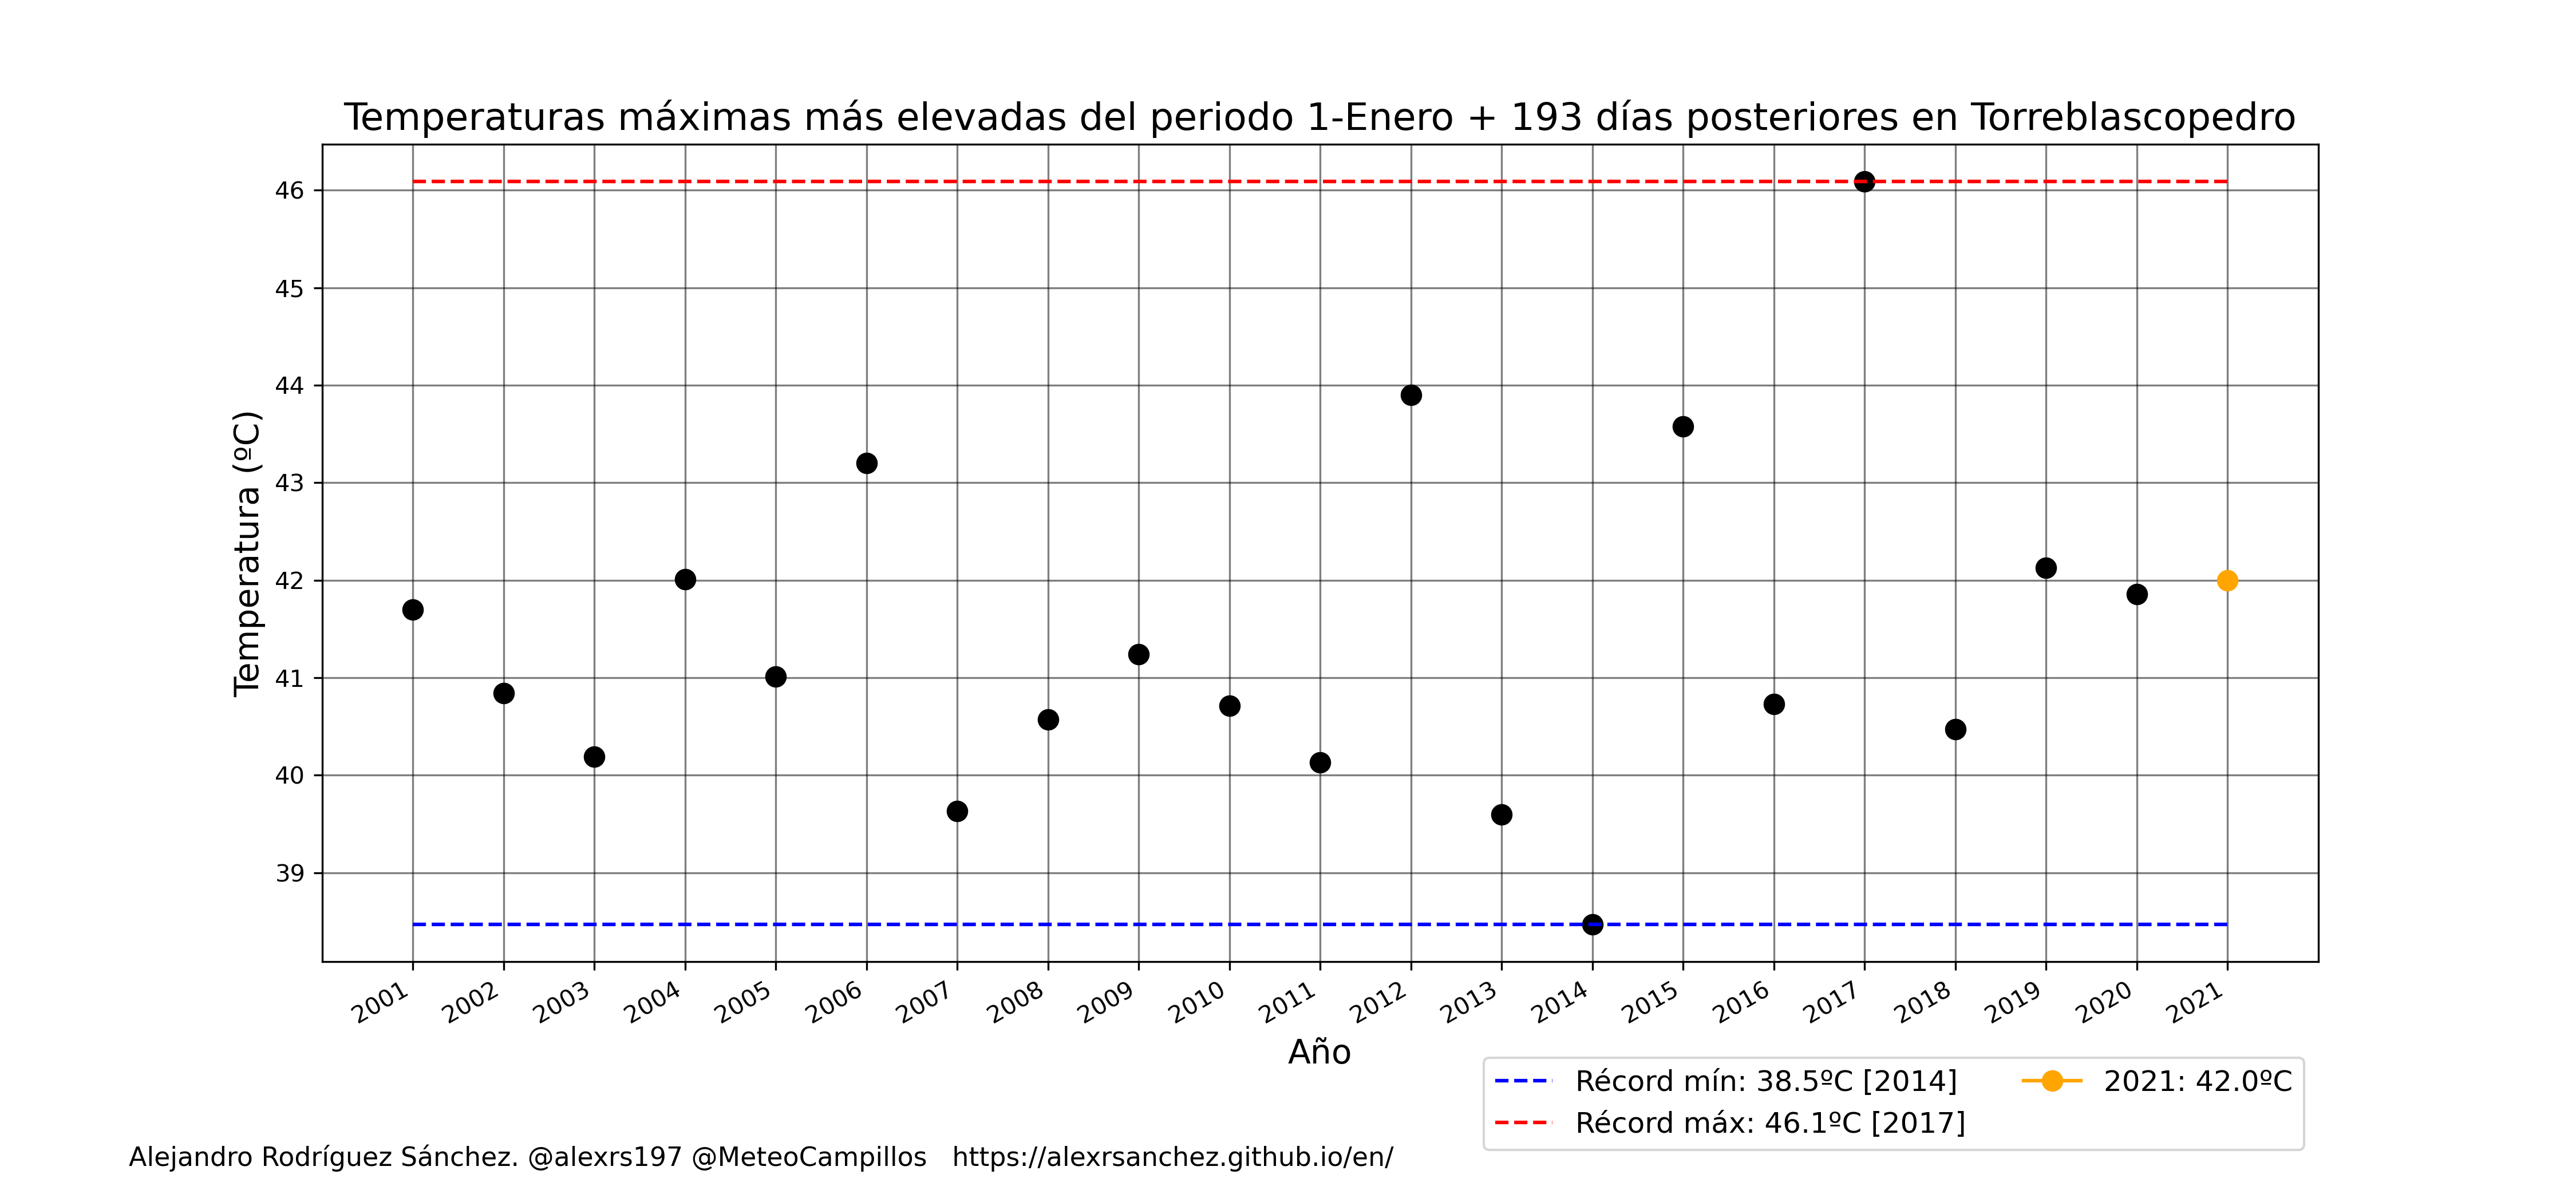 Temperaturas máximas más elevadas del periodo 1-Enero + 193 días posteriores en Torreblascopedro
Temperatura (ºC)
46
45
44
43
42
41
40
39
2001 2002 2003 2004 2005 2006 2007 2008 2009 2010 2011 2012 2013 2014 2015 2016 2017 2018 2019 2020 2021
Año
Récord mín: 38.5ºC [2014]
Récord máx: 46.1ºC [2017]
2021: 42.0ºC
Alejandro Rodríguez Sánchez. @alexrs197 @MeteoCampillos https://alexrsanchez.github.io/en/